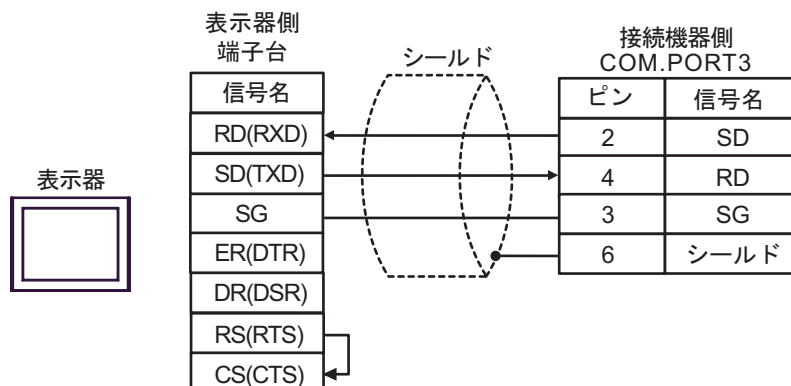 表示器側
端子台
シールド
接続機器側
COM.PORT3
信号名
ピン 信号名
RD(RXD)
2 SD
SD(TXD)
4 RD
表示器
SG
3 SG
ER(DTR)
6 シールド
DR(DSR)
RS(RTS)
CS(CTS)